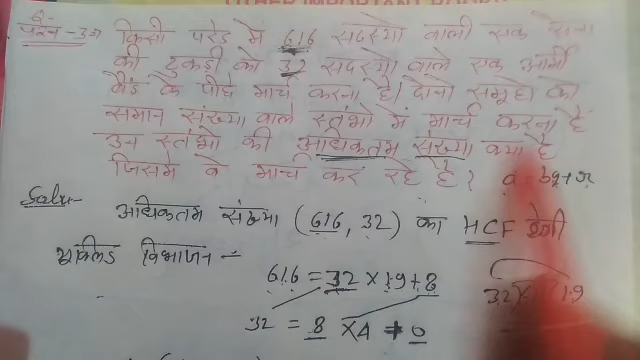 प्रश्न-3⇒ किसी परेड में 616 सदस्यो वाली एक सेना
की टुकड़ी को 32 सदस्यो वाले एक आर्मी
बैंड के पीछे मार्च करना है। दोनो समूहो को
समान संख्या वाले स्तंभो में मार्च करना है
उन स्तंभो की अधिकतम संख्या क्या है
जिसमे वे मार्च कर रहे है? a = bq+r
Solu- अधिकतम संख्या (616, 32) का HCF होगी
यूक्लिड विभाजन -
616 = 32 × 19 + 8
32 = 8 × 4 + 0